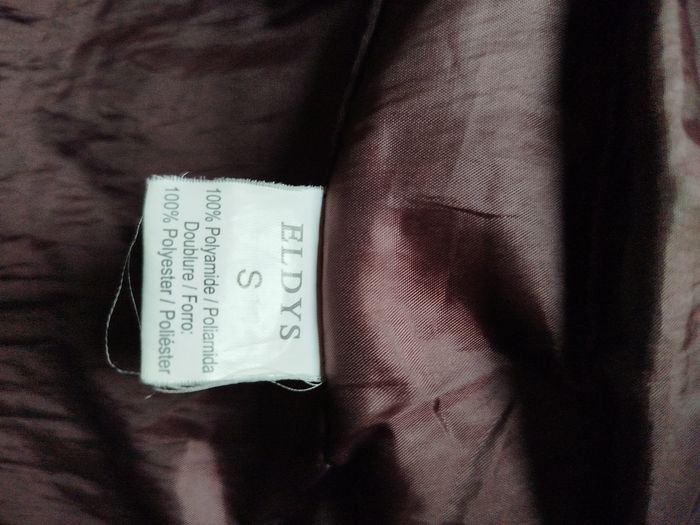 ELDYS
S
100% Polyamide / Poliamida
Doublure / Forro:
100% Polyester / Poliéster